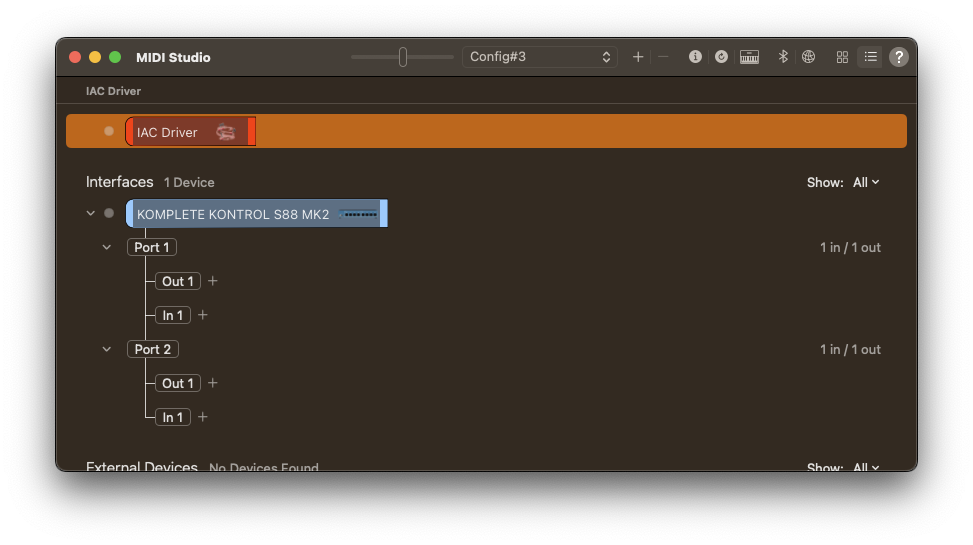 MIDI Studio
Config#3
IAC Driver
IAC Driver
Interfaces 1 Device Show: All
KOMPLETE KONTROL S88 MK2
Port 1 1 in / 1 out
Out 1 +
In 1 +
Port 2 1 in / 1 out
Out 1 +
In 1 +
External Devices No Devices Found Show: All